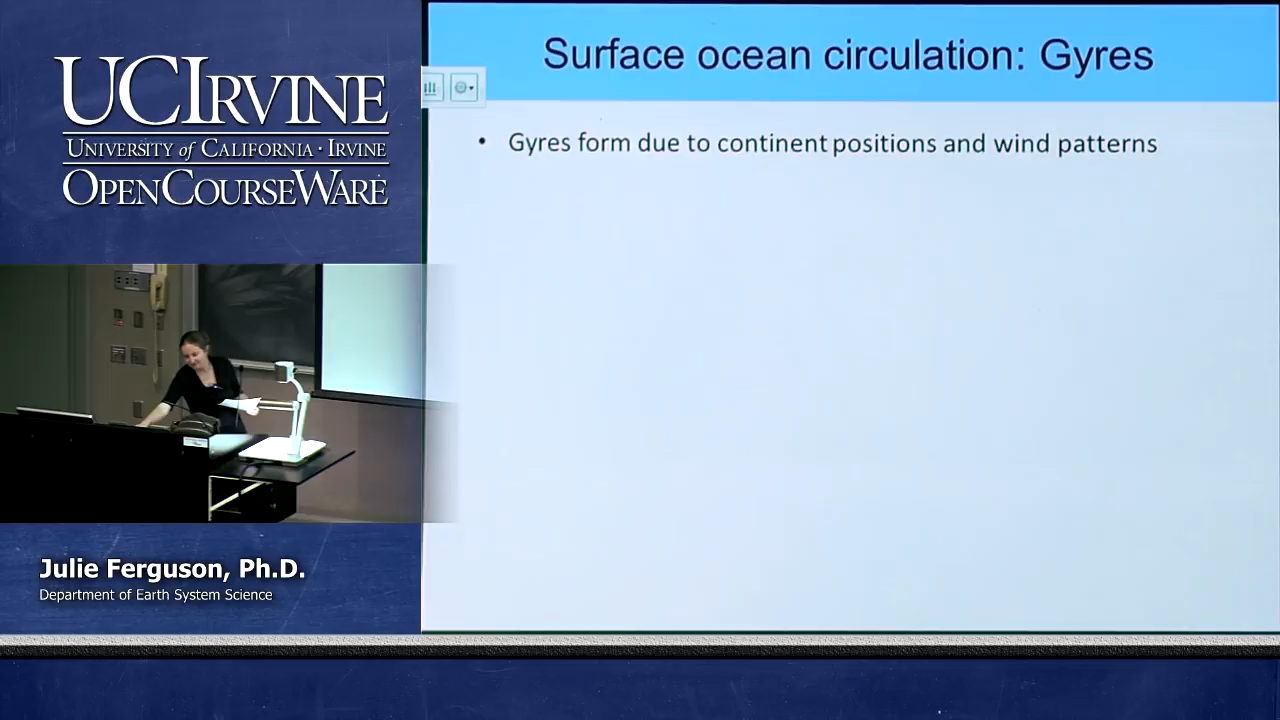 UCIRVINE
UNIVERSITY of CALIFORNIA · IRVINE
OPENCOURSEWARE
Surface ocean circulation: Gyres
• Gyres form due to continent positions and wind patterns
Julie Ferguson, Ph.D.
Department of Earth System Science